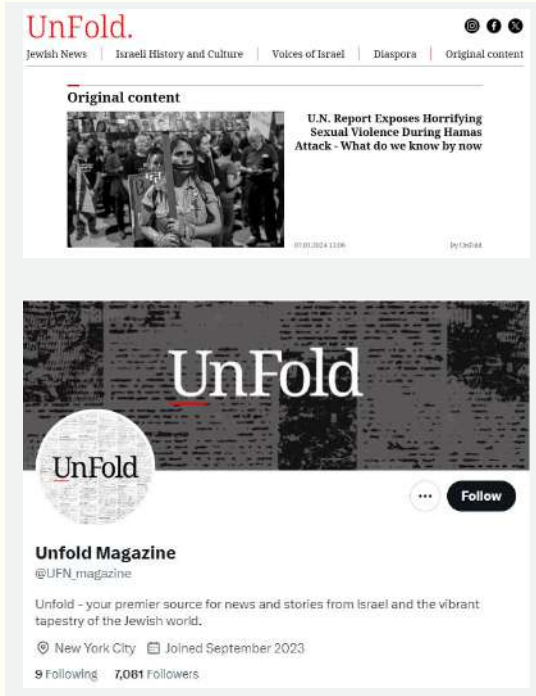 UnFold.
Jewish News | Israeli History and Culture | Voices of Israel | Diaspora | Original content
Original content
U.N. Report Exposes Horrifying
Sexual Violence During Hamas
Attack - What do we know by now
by UnFold
UnFold
UnFold
Follow
Unfold Magazine
@UFN_magazine
Unfold - your premier source for news and stories from Israel and the vibrant
tapestry of the Jewish world.
New York City Joined September 2023
9 Following 7,061 Followers